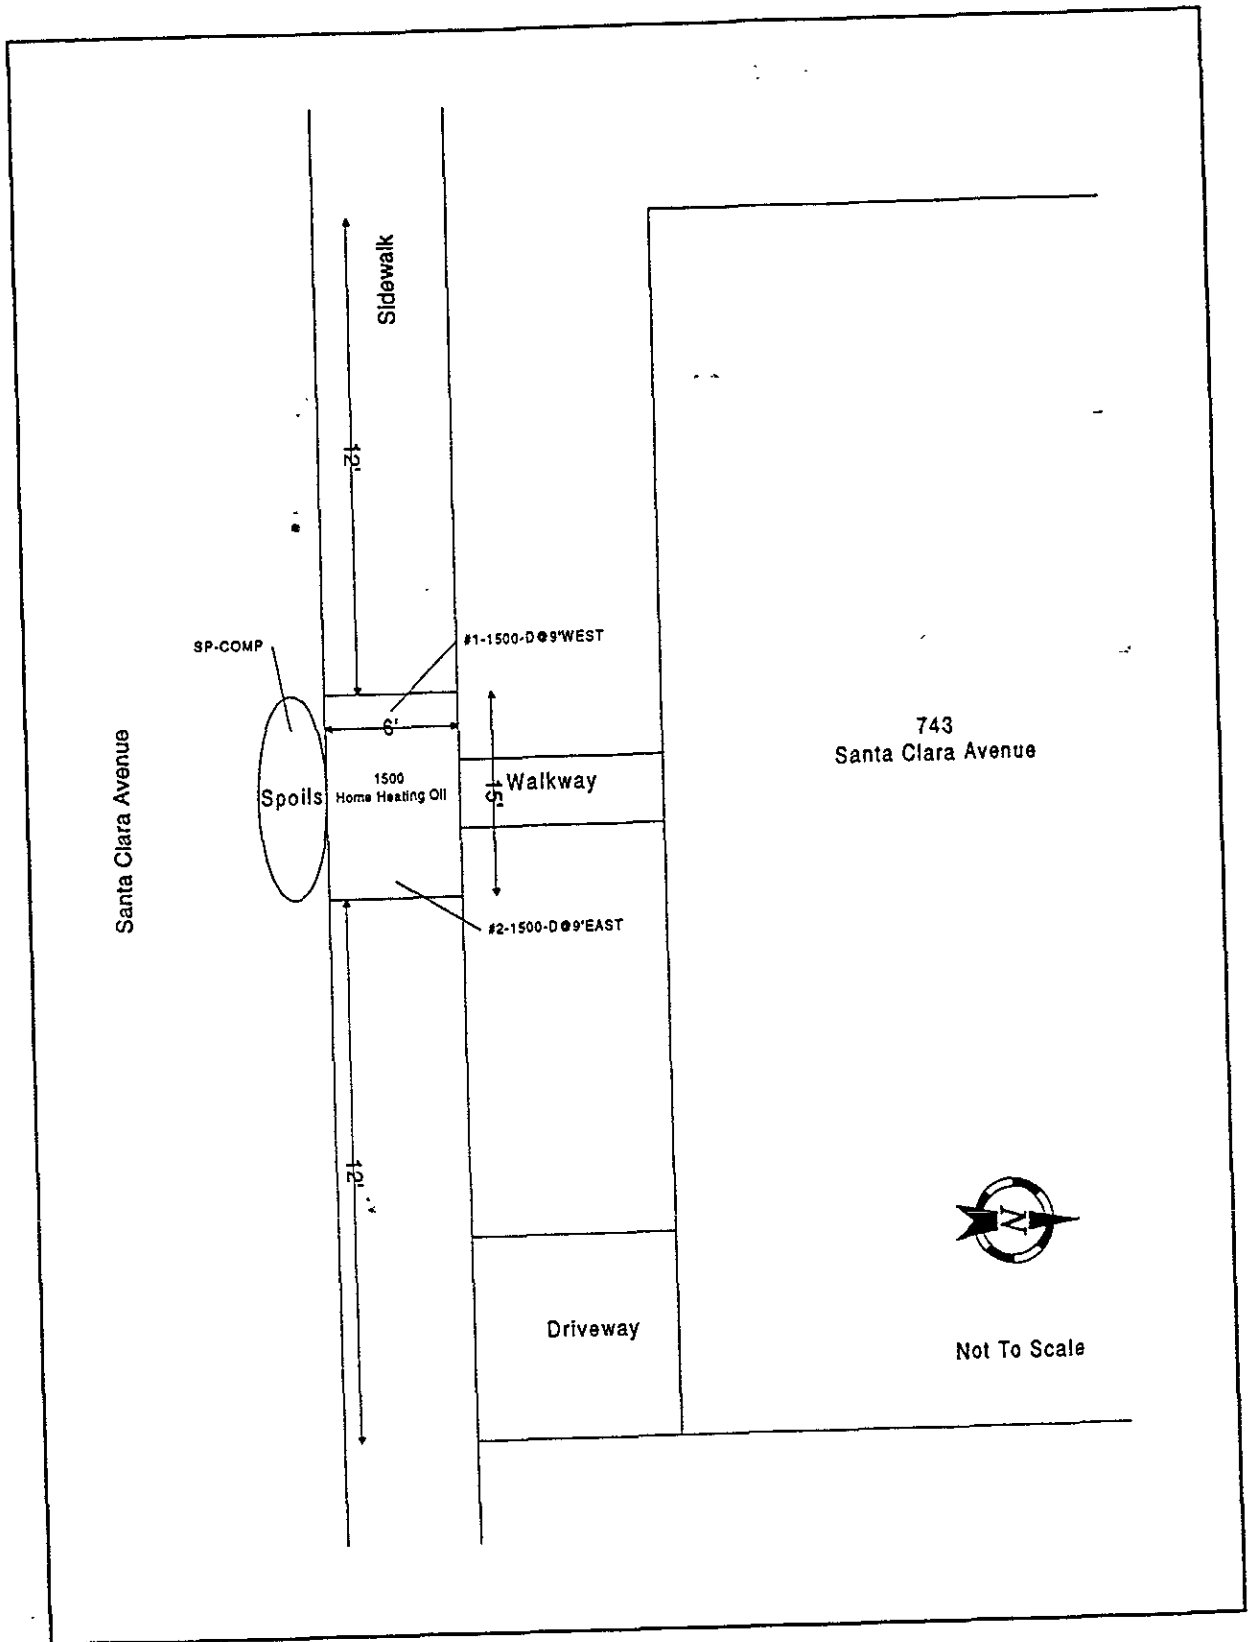 Sidewalk
12'
SP-COMP
#1-1500-D@9'WEST
6'
743
Santa Clara Avenue
Santa Clara Avenue
Spoils
1500
Home Heating Oil
15'
Walkway
#2-1500-D@9'EAST
12'
N
Driveway
Not To Scale